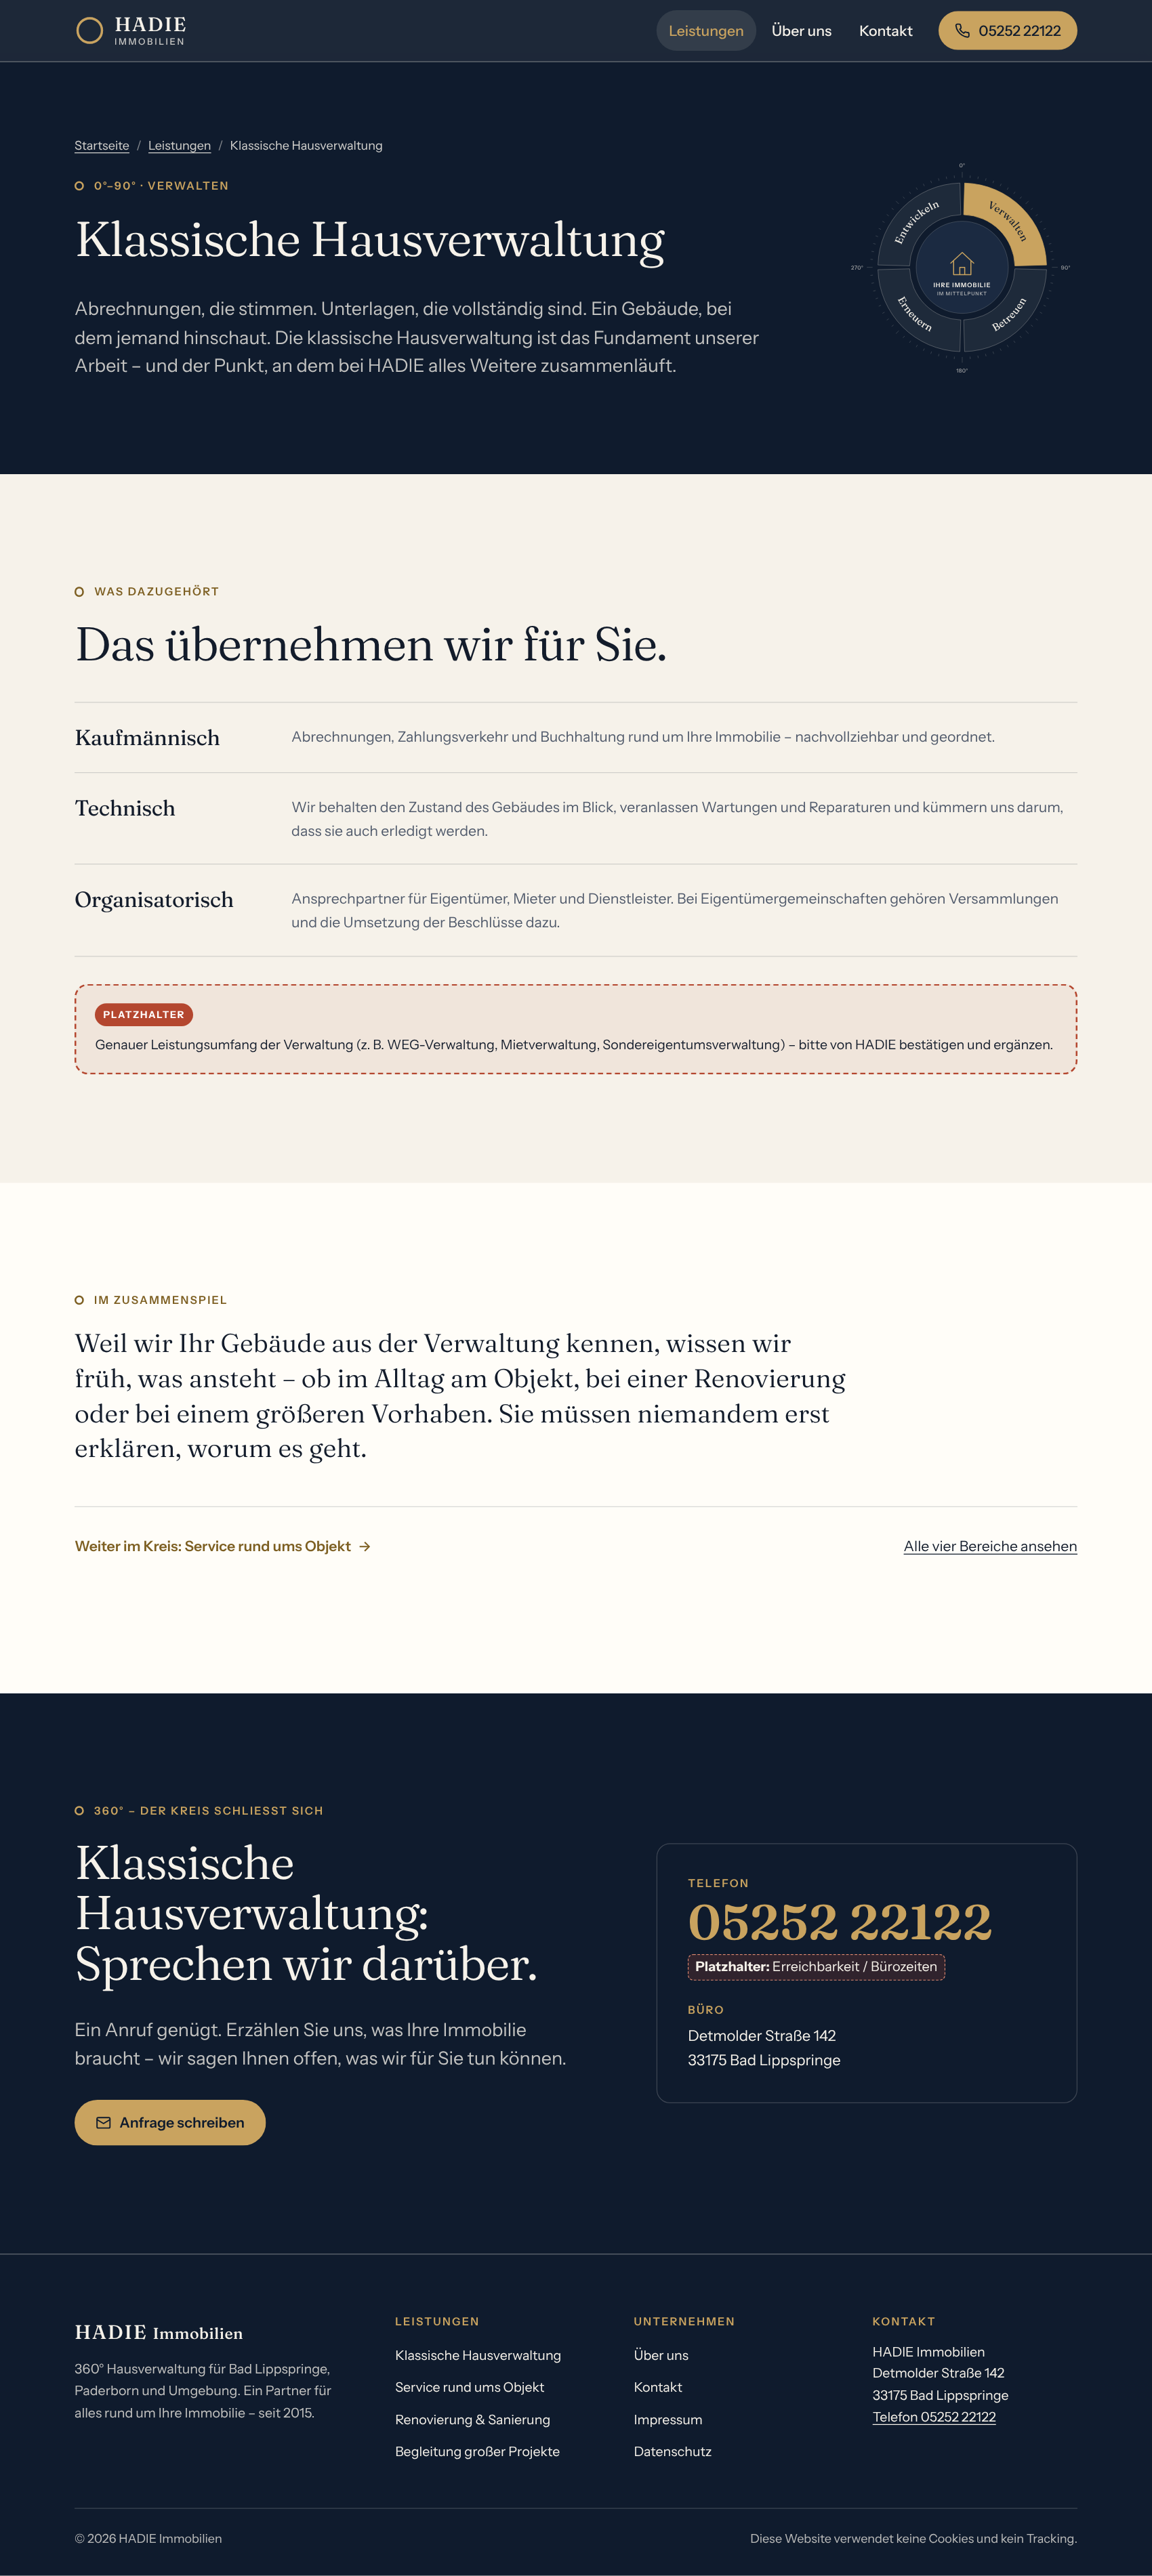 HADIE
IMMOBILIEN
Leistungen
Über uns
Kontakt
05252 22122
Startseite / Leistungen / Klassische Hausverwaltung
0°–90° · VERWALTEN
Klassische Hausverwaltung
Abrechnungen, die stimmen. Unterlagen, die vollständig sind. Ein Gebäude, bei
dem jemand hinschaut. Die klassische Hausverwaltung ist das Fundament unserer
Arbeit – und der Punkt, an dem bei HADIE alles Weitere zusammenläuft.
0°
Entwickeln
Verwalten
270°
90°
IHRE IMMOBILIE
IM MITTELPUNKT
Erneuern
Betreuen
180°
WAS DAZUGEHÖRT
Das übernehmen wir für Sie.
Kaufmännisch
Abrechnungen, Zahlungsverkehr und Buchhaltung rund um Ihre Immobilie – nachvollziehbar und geordnet.
Technisch
Wir behalten den Zustand des Gebäudes im Blick, veranlassen Wartungen und Reparaturen und kümmern uns darum,
dass sie auch erledigt werden.
Organisatorisch
Ansprechpartner für Eigentümer, Mieter und Dienstleister. Bei Eigentümergemeinschaften gehören Versammlungen
und die Umsetzung der Beschlüsse dazu.
PLATZHALTER
Genauer Leistungsumfang der Verwaltung (z. B. WEG-Verwaltung, Mietverwaltung, Sondereigentumsverwaltung) – bitte von HADIE bestätigen und ergänzen.
IM ZUSAMMENSPIEL
Weil wir Ihr Gebäude aus der Verwaltung kennen, wissen wir
früh, was ansteht – ob im Alltag am Objekt, bei einer Renovierung
oder bei einem größeren Vorhaben. Sie müssen niemandem erst
erklären, worum es geht.
Weiter im Kreis: Service rund ums Objekt →
Alle vier Bereiche ansehen
360° – DER KREIS SCHLIESST SICH
Klassische
Hausverwaltung:
Sprechen wir darüber.
Ein Anruf genügt. Erzählen Sie uns, was Ihre Immobilie
braucht – wir sagen Ihnen offen, was wir für Sie tun können.
Anfrage schreiben
TELEFON
05252 22122
Platzhalter: Erreichbarkeit / Bürozeiten
BÜRO
Detmolder Straße 142
33175 Bad Lippspringe
HADIE Immobilien
360° Hausverwaltung für Bad Lippspringe,
Paderborn und Umgebung. Ein Partner für
alles rund um Ihre Immobilie – seit 2015.
LEISTUNGEN
Klassische Hausverwaltung
Service rund ums Objekt
Renovierung & Sanierung
Begleitung großer Projekte
UNTERNEHMEN
Über uns
Kontakt
Impressum
Datenschutz
KONTAKT
HADIE Immobilien
Detmolder Straße 142
33175 Bad Lippspringe
Telefon 05252 22122
© 2026 HADIE Immobilien
Diese Website verwendet keine Cookies und kein Tracking.